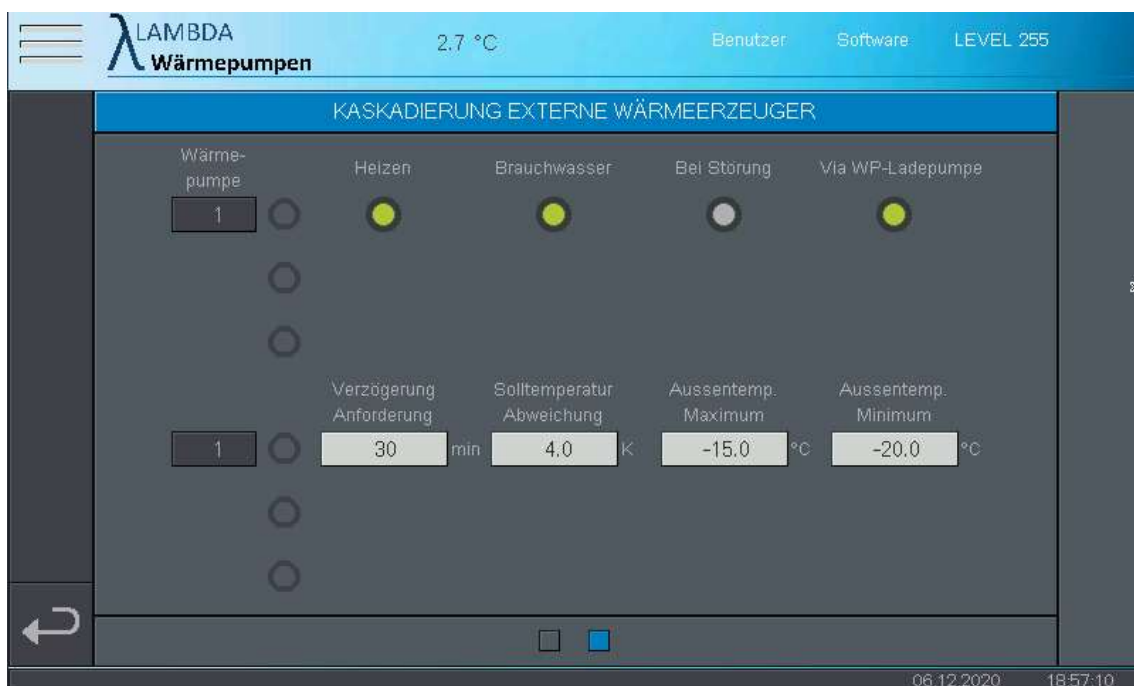 LAMBDA
Wärmepumpen
2.7 °C
Benutzer
Software
LEVEL 255
KASKADIERUNG EXTERNE WÄRMEERZEUGER
Wärme-
pumpe
Heizen
Brauchwasser
Bei Störung
Via WP-Ladepumpe
1
Verzögerung
Anforderung
Solltemperatur
Abweichung
Aussentemp.
Maximum
Aussentemp.
Minimum
1
30 min
4.0 K
-15.0 °C
-20.0 °C
06.12.2020 18:57:10